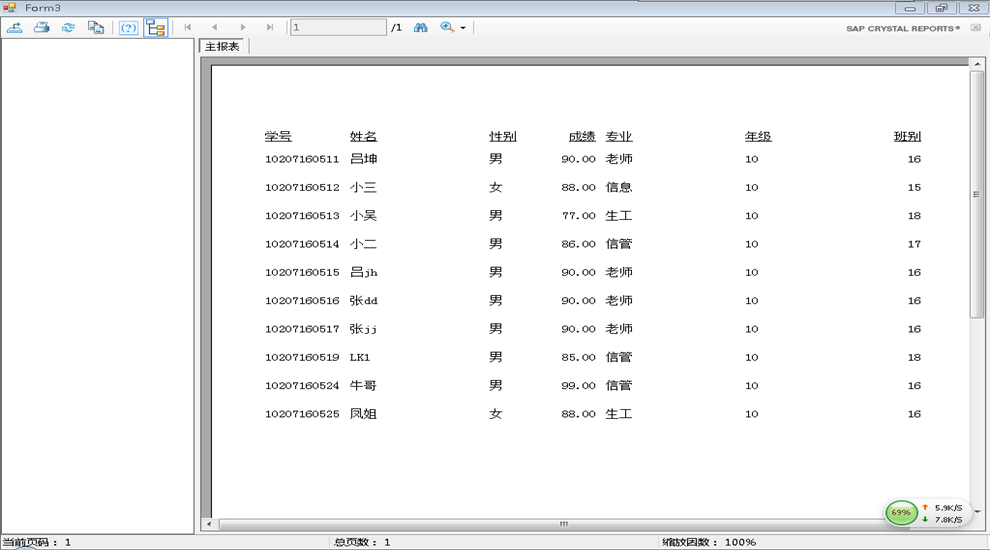 Form3
1 /1 SAP CRYSTAL REPORTS®
主报表
学号 姓名 性别 成绩 专业 年级 班别
10207160511 吕坤 男 90.00 老师 10 16
10207160512 小三 女 88.00 信息 10 15
10207160513 小吴 男 77.00 生工 10 18
10207160514 小二 男 86.00 信管 10 17
10207160515 吕jh 男 90.00 老师 10 16
10207160516 张dd 男 90.00 老师 10 16
10207160517 张jj 男 90.00 老师 10 16
10207160519 LK1 男 85.00 信管 10 18
10207160524 牛哥 男 99.00 信管 10 16
10207160525 凤姐 女 88.00 生工 10 16
69% 5.9K/S
7.8K/S
当前页码： 1 总页数： 1 缩放因数： 100%